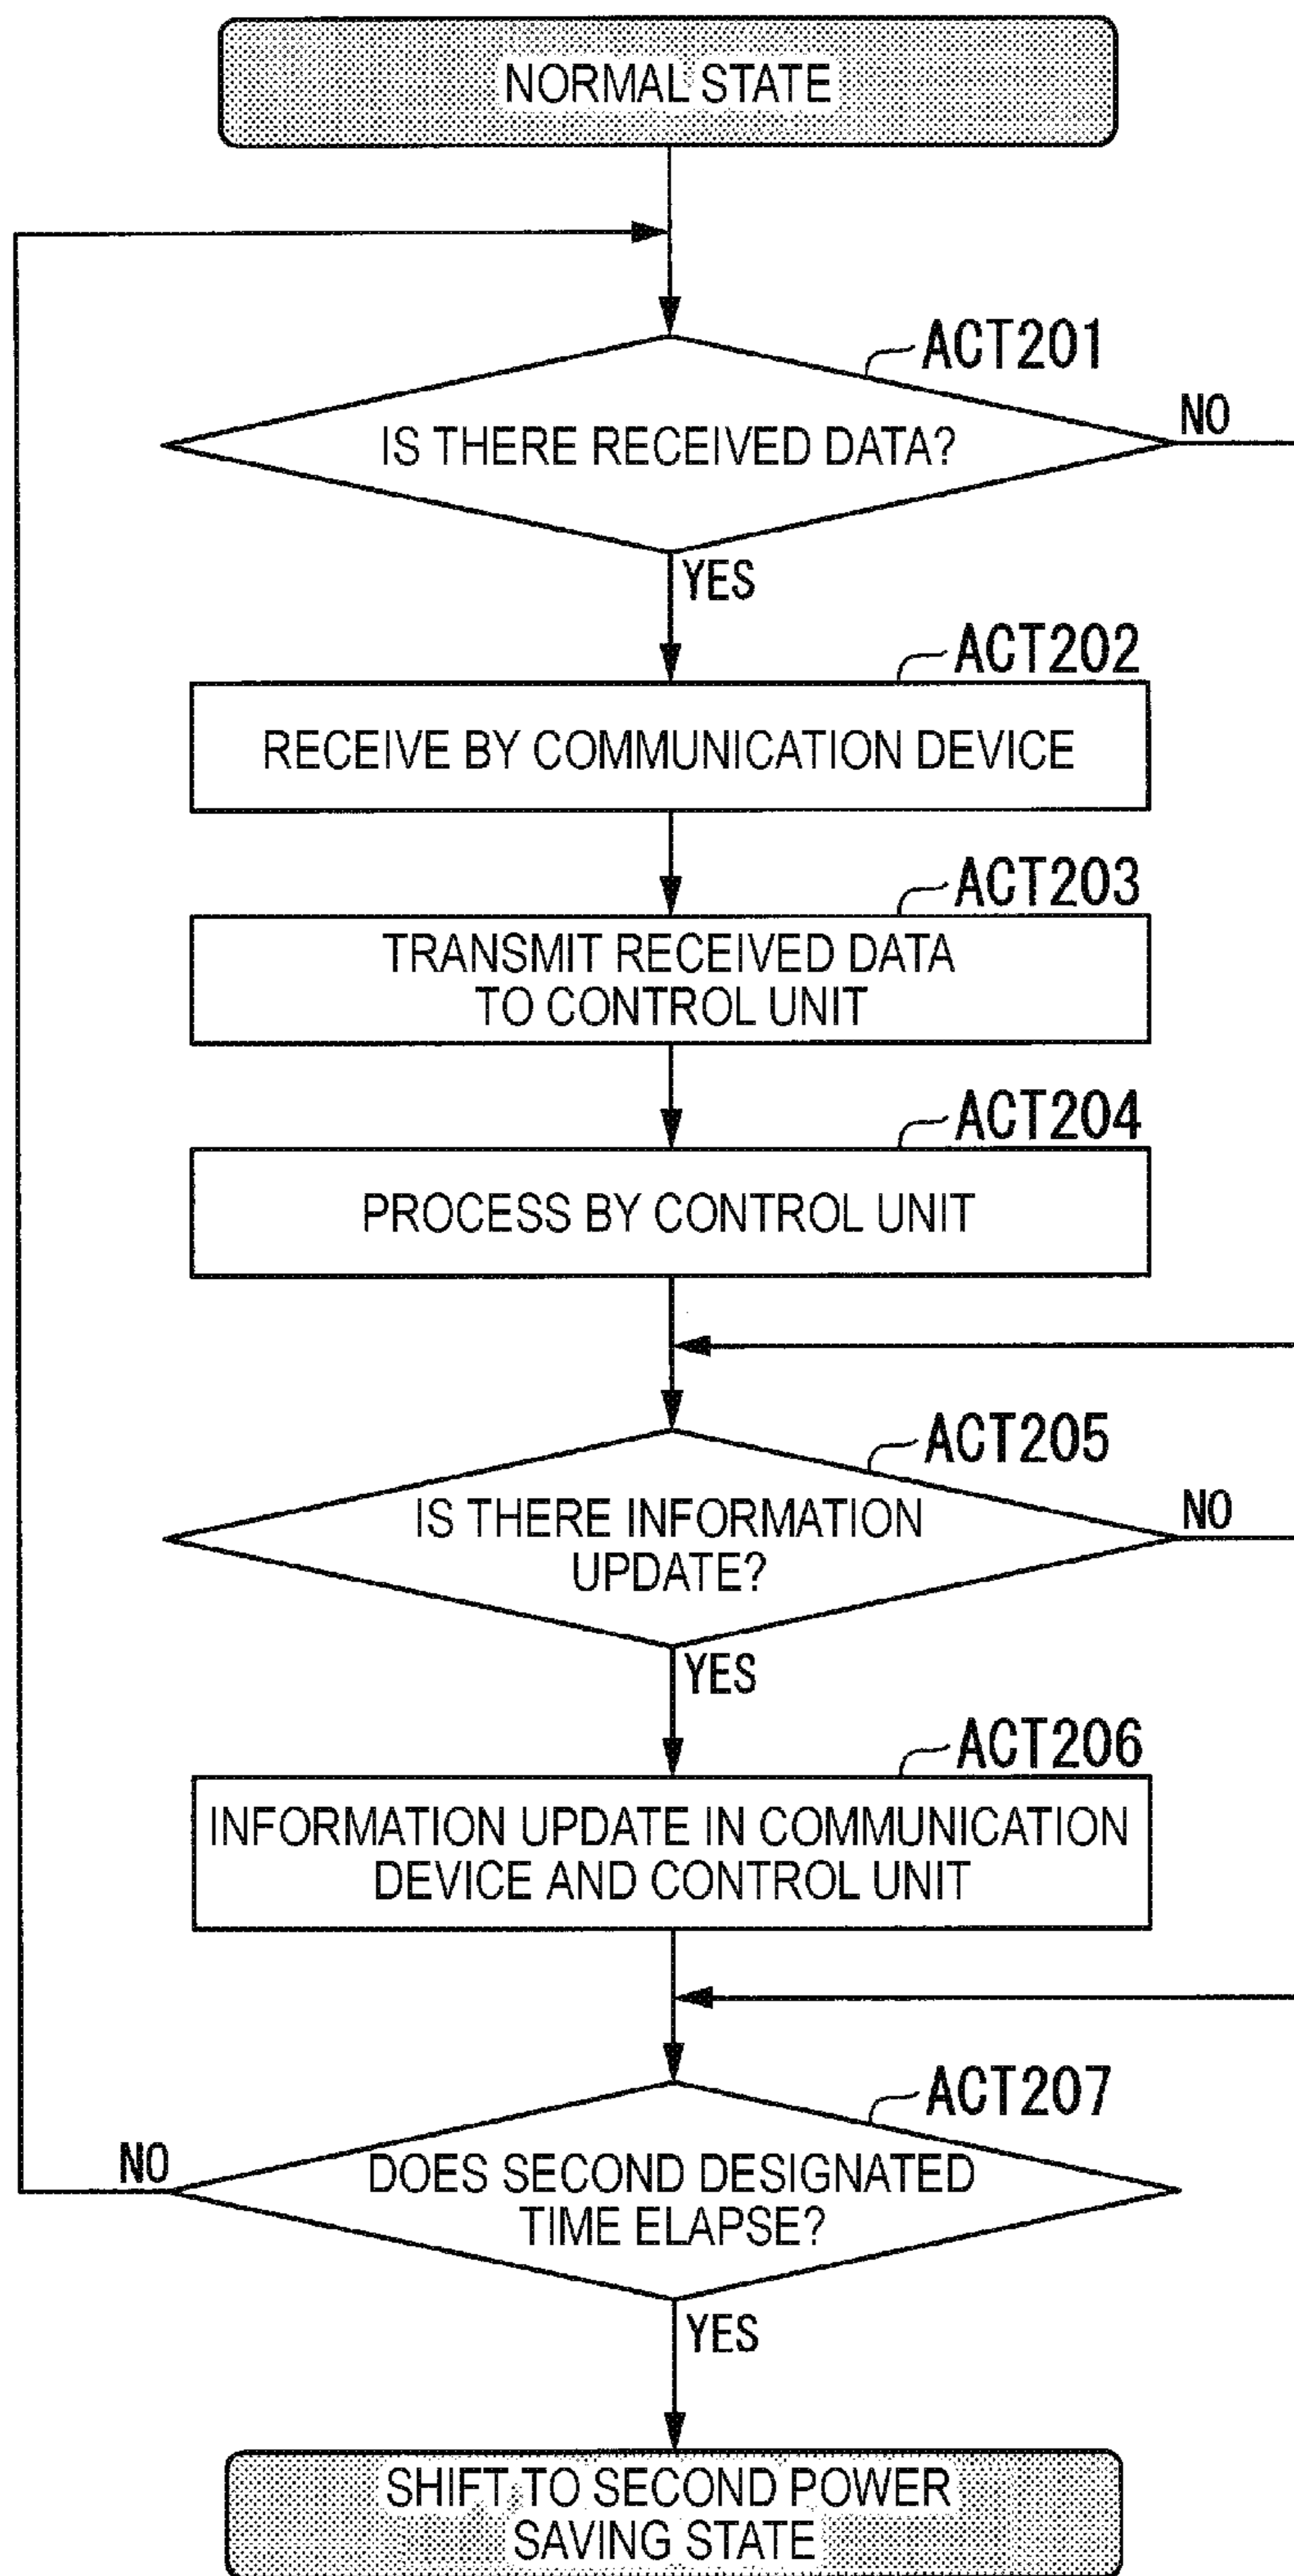 NORMAL STATE
ACT201
IS THERE RECEIVED DATA?
NO
YES
ACT202
RECEIVE BY COMMUNICATION DEVICE
ACT203
TRANSMIT RECEIVED DATA
TO CONTROL UNIT
ACT204
PROCESS BY CONTROL UNIT
ACT205
IS THERE INFORMATION
UPDATE?
NO
YES
ACT206
INFORMATION UPDATE IN COMMUNICATION
DEVICE AND CONTROL UNIT
ACT207
NO
DOES SECOND DESIGNATED
TIME ELAPSE?
YES
SHIFT TO SECOND POWER
SAVING STATE